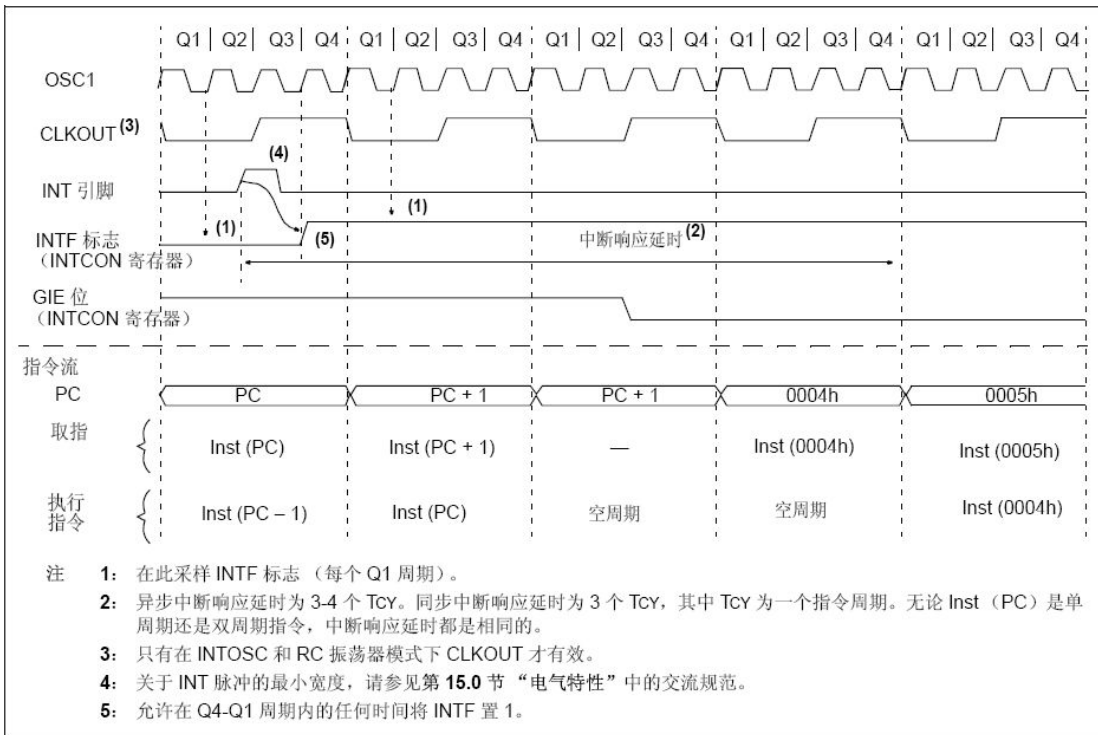 Q1 | Q2 | Q3 | Q4 Q1 | Q2 | Q3 | Q4 Q1 | Q2 | Q3 | Q4 Q1 | Q2 | Q3 | Q4 Q1 | Q2 | Q3 | Q4
OSC1
CLKOUT (3)
(4)
INT 引脚
(1) (1)
INTF 标志 (5) 中断响应延时(2)
（INTCON 寄存器）
GIE 位
（INTCON 寄存器）
指令流
PC PC PC + 1 PC + 1 0004h 0005h
取指 Inst (PC) Inst (PC + 1) — Inst (0004h) Inst (0005h)
执行
指令 Inst (PC – 1) Inst (PC) 空周期 空周期 Inst (0004h)
注 1： 在此采样 INTF 标志 （每个 Q1 周期）。
2： 异步中断响应延时为 3-4 个 TCY。同步中断响应延时为 3 个 TCY，其中 TCY 为一个指令周期。无论 Inst （PC）是单
周期还是双周期指令，中断响应延时都是相同的。
3： 只有在 INTOSC 和 RC 振荡器模式下 CLKOUT 才有效。
4： 关于 INT 脉冲的最小宽度，请参见第 15.0 节 “电气特性”中的交流规范。
5： 允许在 Q4-Q1 周期内的任何时间将 INTF 置 1。